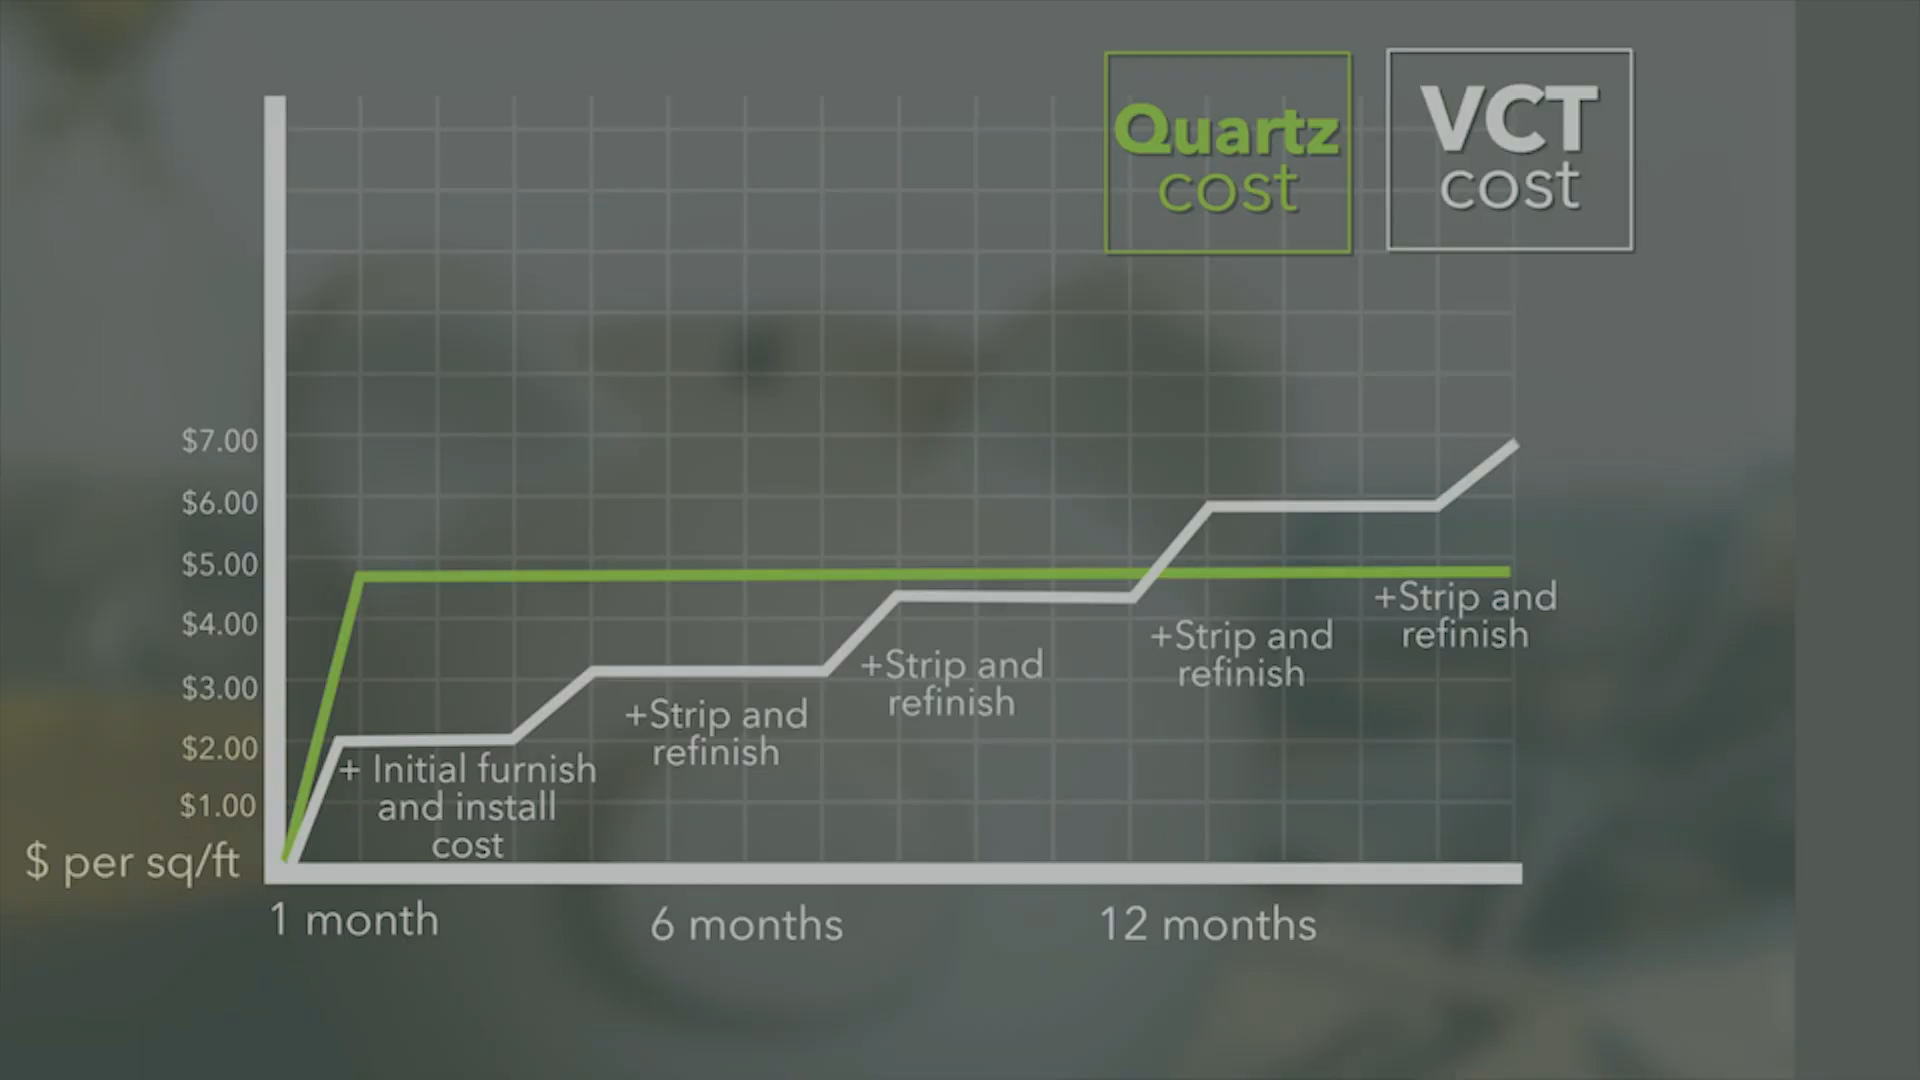 Quartz
cost
VCT
cost
$7.00
$6.00
$5.00
$4.00
$3.00
$2.00
$1.00
$ per sq/ft
+ Initial furnish
and install
cost
+Strip and
refinish
+Strip and
refinish
+Strip and
refinish
+Strip and
refinish
1 month
6 months
12 months